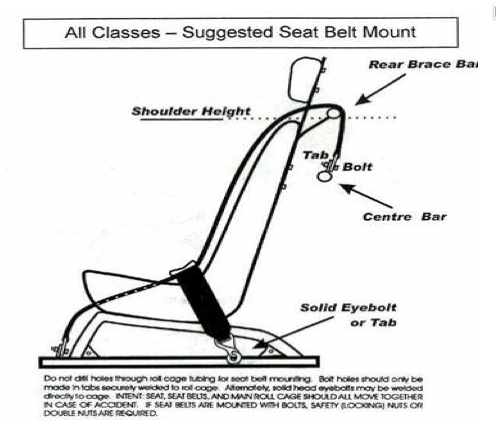 All Classes – Suggested Seat Belt Mount
Rear Brace Bar
Shoulder Height
Tab
Bolt
Centre Bar
Solid Eyebolt
or Tab
Do not drill holes through roll cage tubing for seat belt mounting. Bolt holes should only be
made in tabs securely welded to roll cage. Alternately, solid head eyebolts may be welded
directly to cage. INTENT: SEAT, SEAT BELTS, AND MAIN ROLL CAGE SHOULD ALL MOVE TOGETHER
IN CASE OF ACCIDENT. IF SEAT BELTS ARE MOUNTED WITH BOLTS, SAFETY (LOCKING) NUTS OR
DOUBLE NUTS ARE REQUIRED.